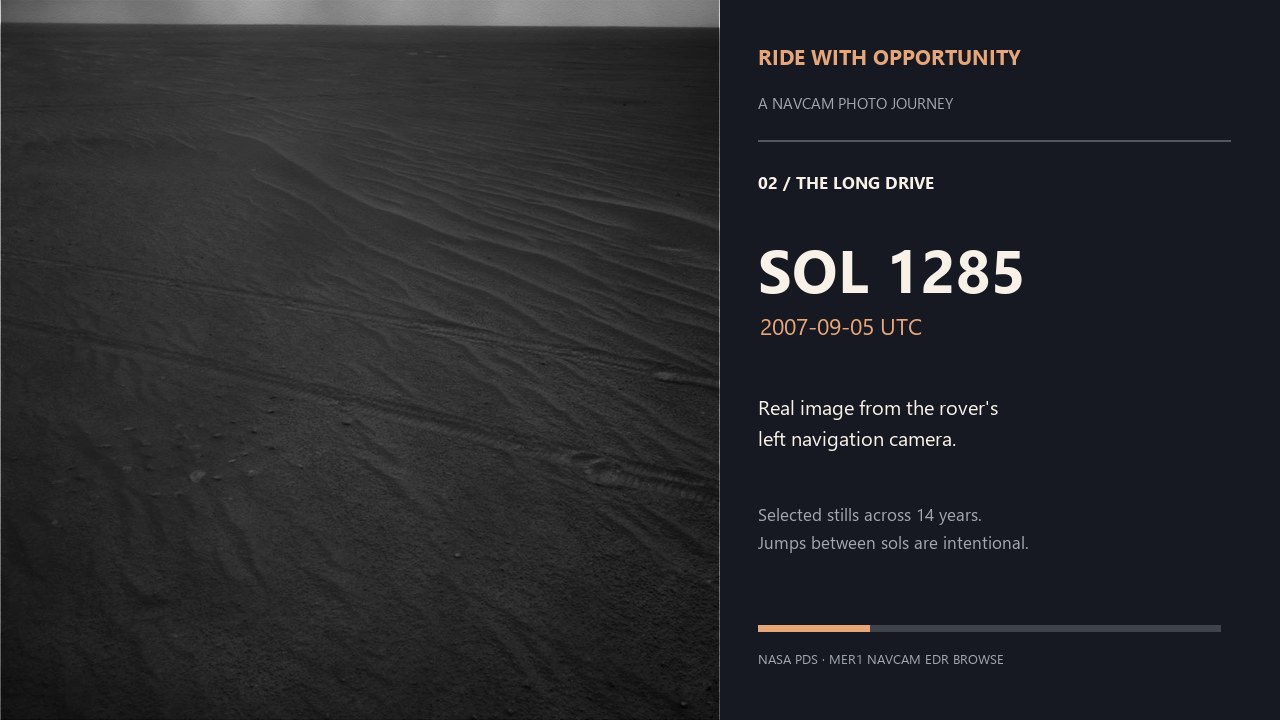 RIDE WITH OPPORTUNITY
A NAVCAM PHOTO JOURNEY
02 / THE LONG DRIVE
SOL 1285
2007-09-05 UTC
Real image from the rover's
left navigation camera.
Selected stills across 14 years.
Jumps between sols are intentional.
NASA PDS · MER1 NAVCAM EDR BROWSE